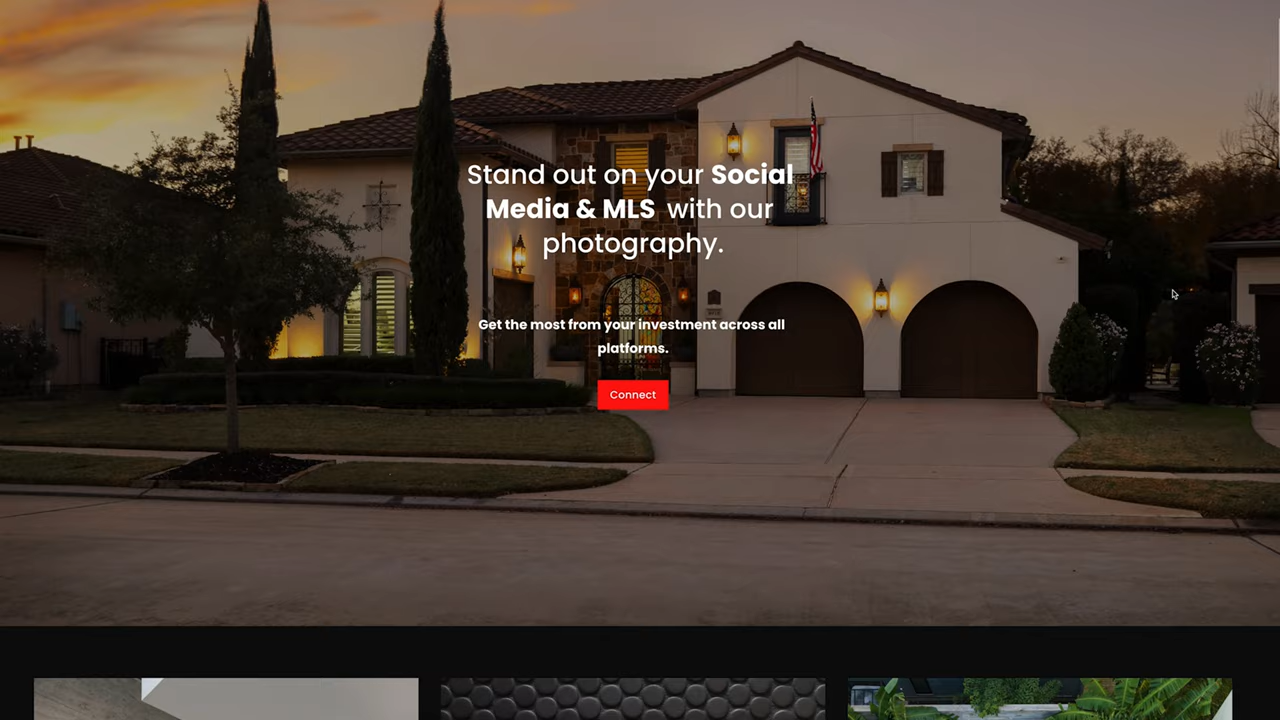 Stand out on your Social
Media & MLS with our
photography.
Get the most from your investment across all
platforms.
Connect